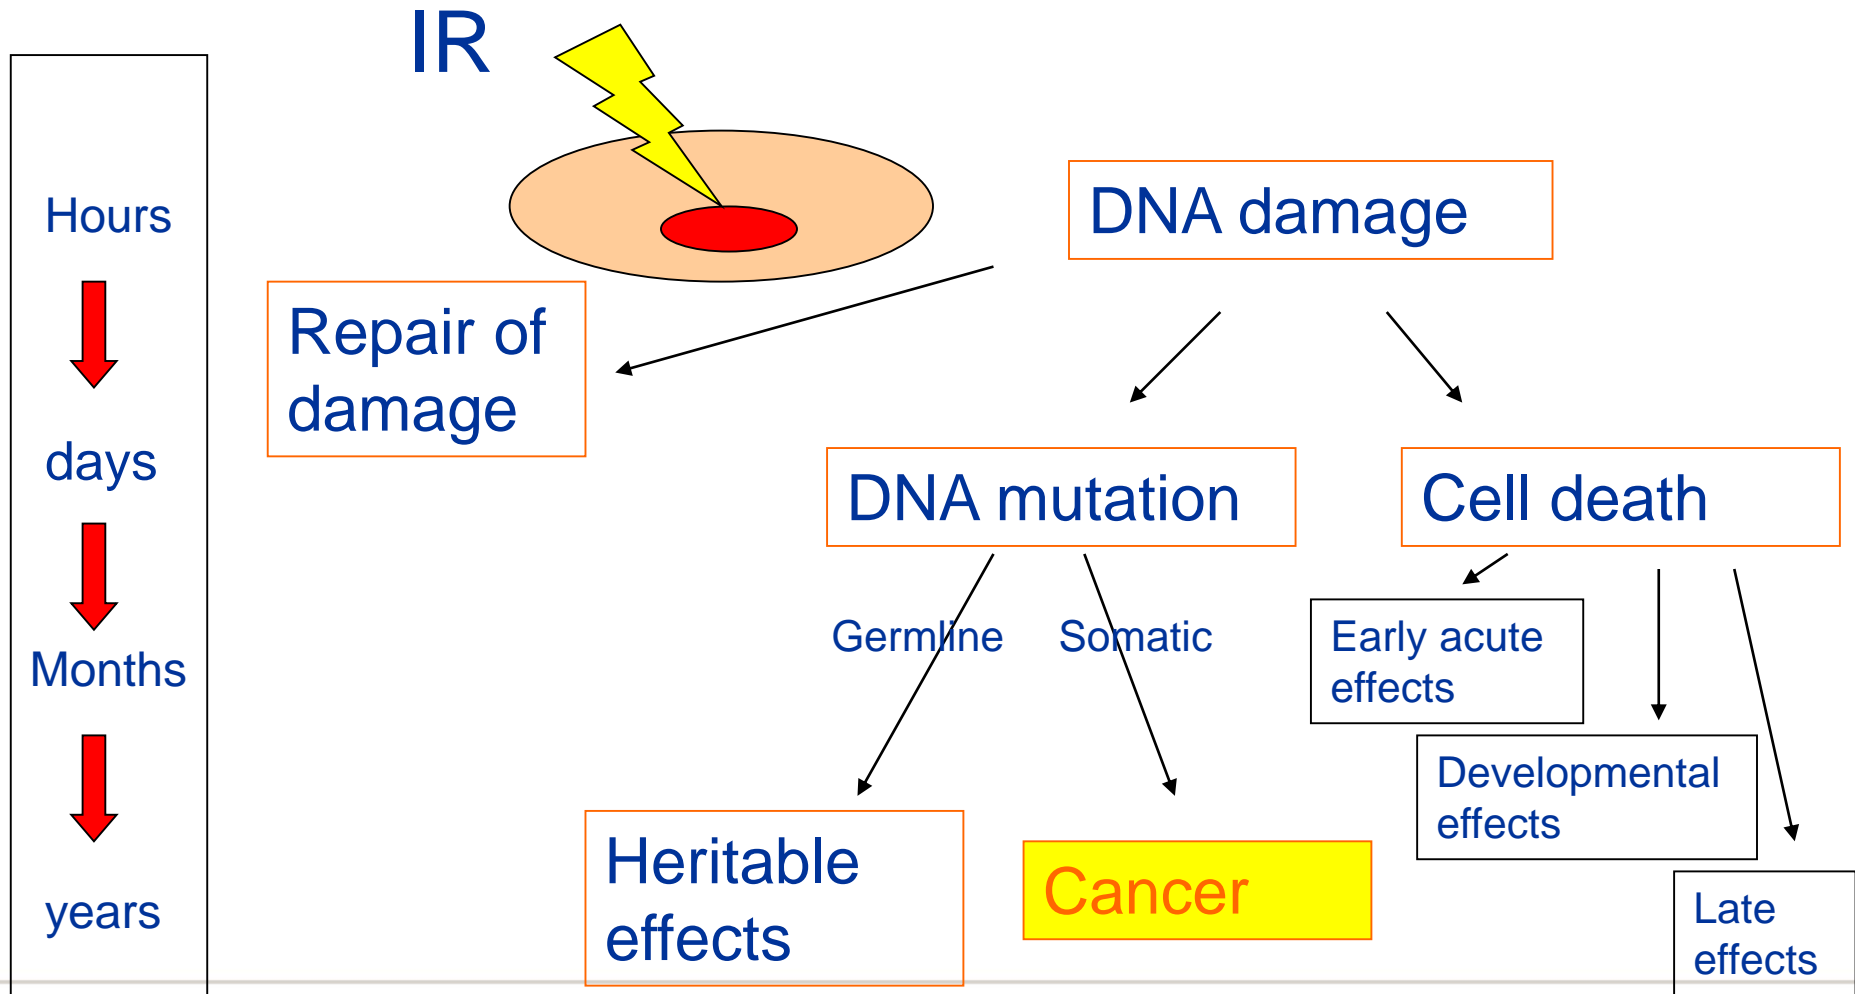 IR
Hours
days
Months
years
DNA damage
Repair of
damage
DNA mutation
Cell death
Germline
Somatic
Early acute
effects
Developmental
effects
Heritable
effects
Cancer
Late
effects